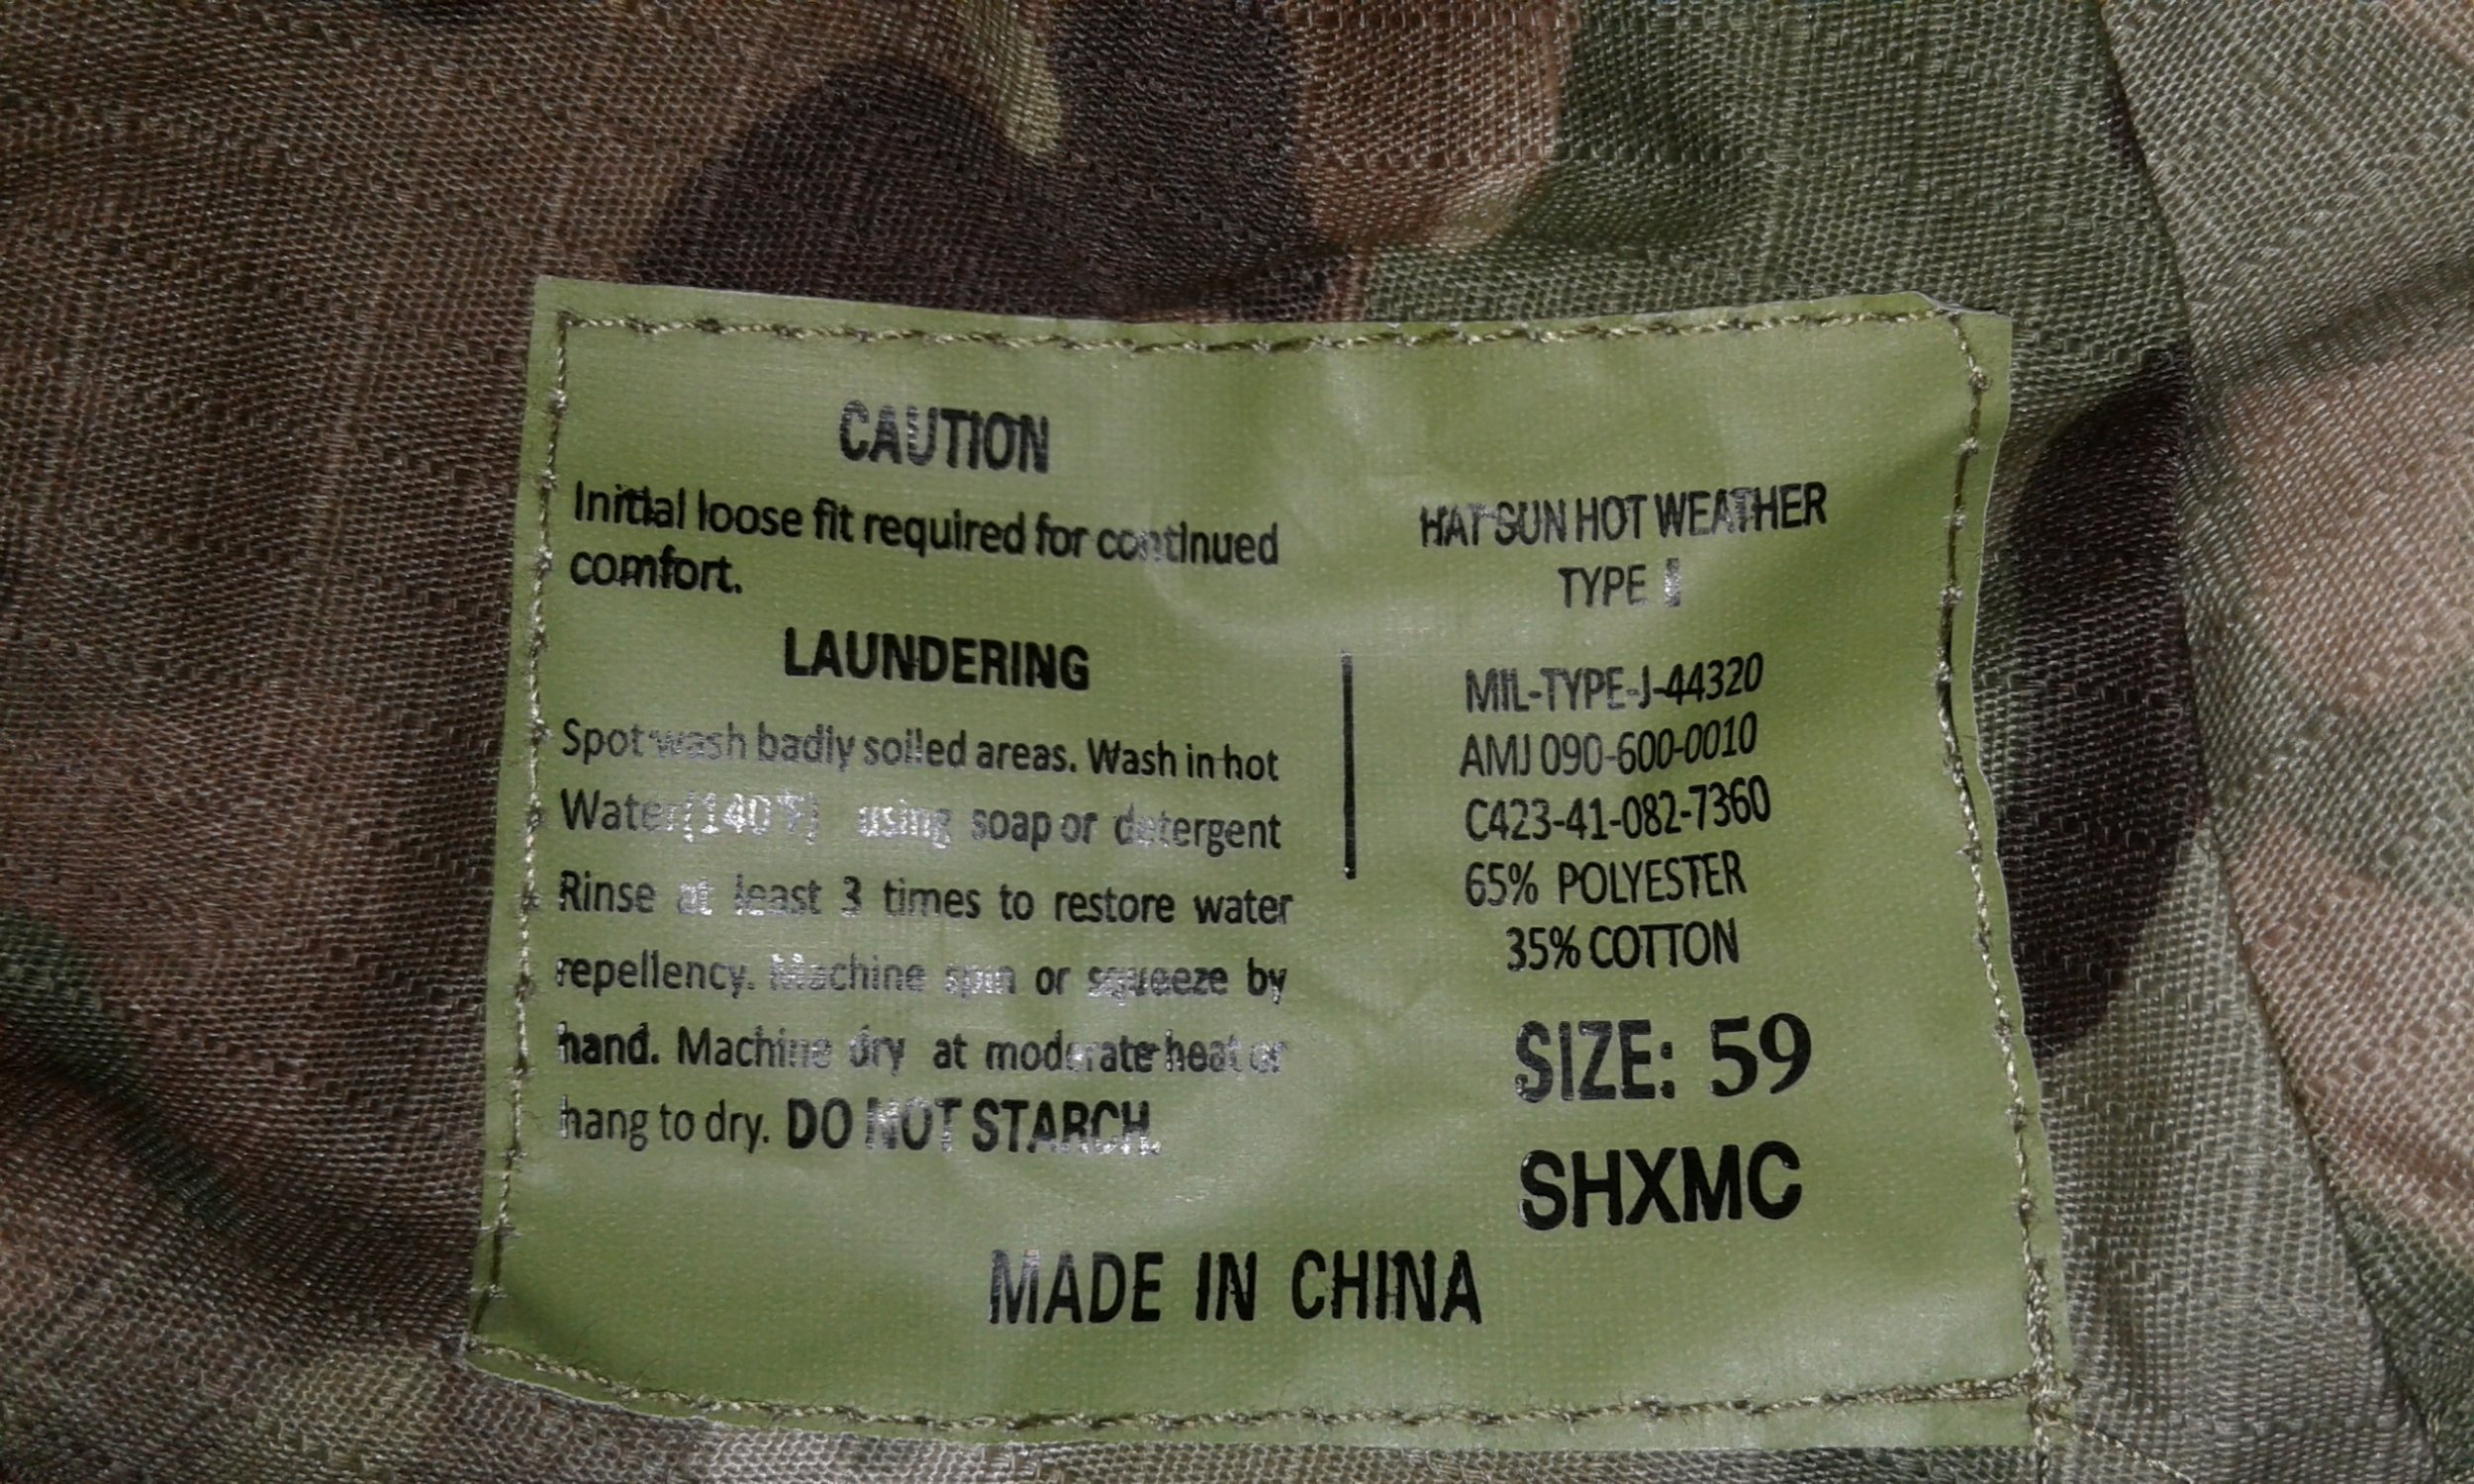 CAUTION
Initial loose fit required for continued
comfort.
LAUNDERING
Spot wash badly soiled areas. Wash in hot
Water(140°F) using soap or detergent
Rinse at least 3 times to restore water
repellency. Machine spin or squeeze by
hand. Machine dry at moderate heat or
hang to dry. DO NOT STARCH.
HAT SUN HOT WEATHER
TYPE I
MIL-TYPE-J-44320
AMJ 090-600-0010
C423-41-082-7360
65% POLYESTER
35% COTTON
SIZE: 59
SHXMC
MADE IN CHINA